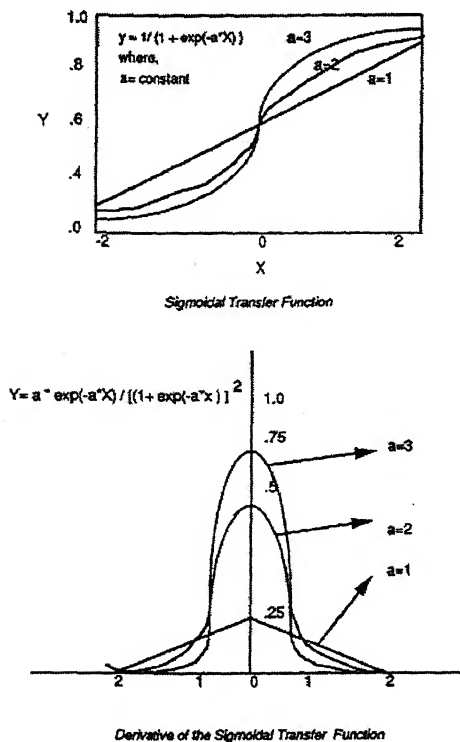 1.0
y = 1/ (1 + exp(-a*X) )
where,
a= constant
a=3
a=2
a=1
.8
Y
.6
.4
.0
-2
0
2
X
Sigmoidal Transfer Function
Y= a * exp(-a*X) / [(1+ exp(-a*x ) ] 2
1.0
.75
a=3
.5
a=2
a=1
.25
2
1
0
1
2
Derivative of the Sigmoidal Transfer Function